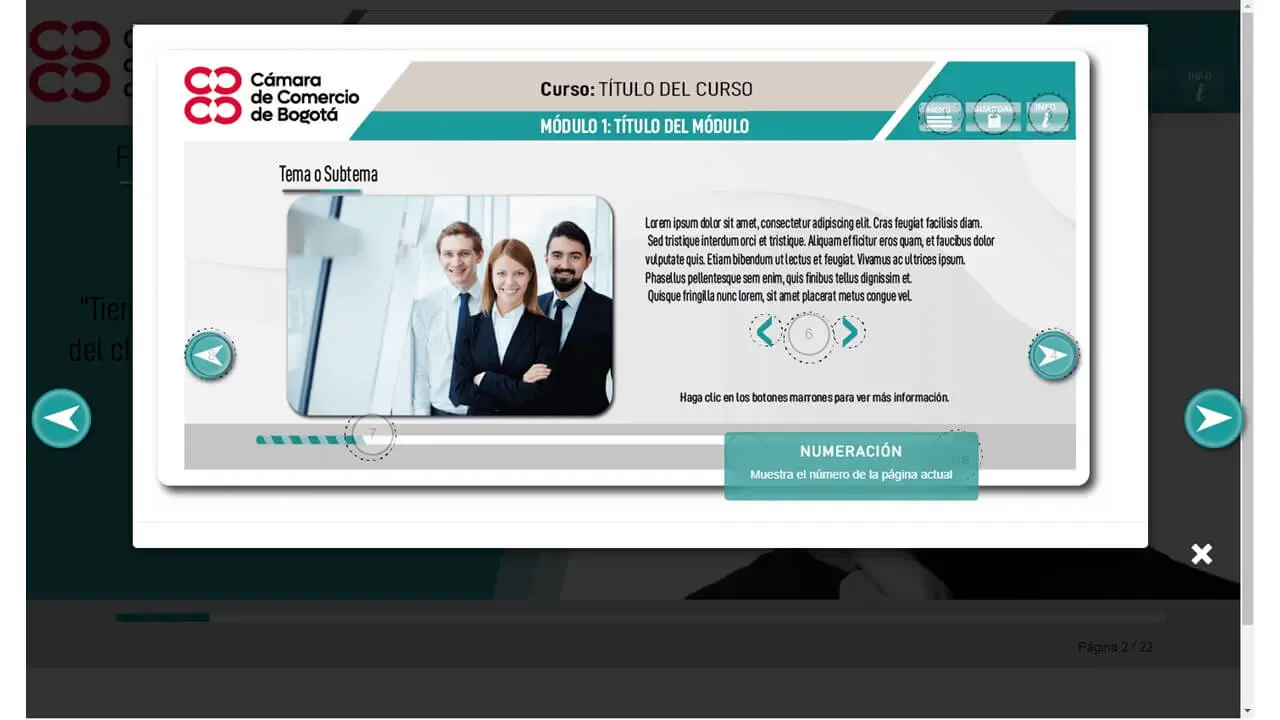 Cámara
de Comercio
de Bogotá
Curso: TÍTULO DEL CURSO
MÓDULO 1: TÍTULO DEL MÓDULO
MENÚ
GUARDAR
INFO
INFO
Tema o Subtema
Lorem ipsum dolor sit amet, consectetur adipiscing elit. Cras feugiat facilisis diam.
Sed tristique interdum orci et tristique. Aliquam efficitur eros quam, et faucibus dolor
vulputate quis. Etiam bibendum ut lectus et feugiat. Vivamus ac ultrices ipsum.
Phasellus pellentesque sem enim, quis finibus tellus dignissim et.
Quisque fringilla nunc lorem, sit amet placerat metus congue vel.
"Tien
del cl
6
4
Haga clic en los botones marrones para ver más información.
7
NUMERACIÓN
Muestra el número de la página actual
Página 2 / 22